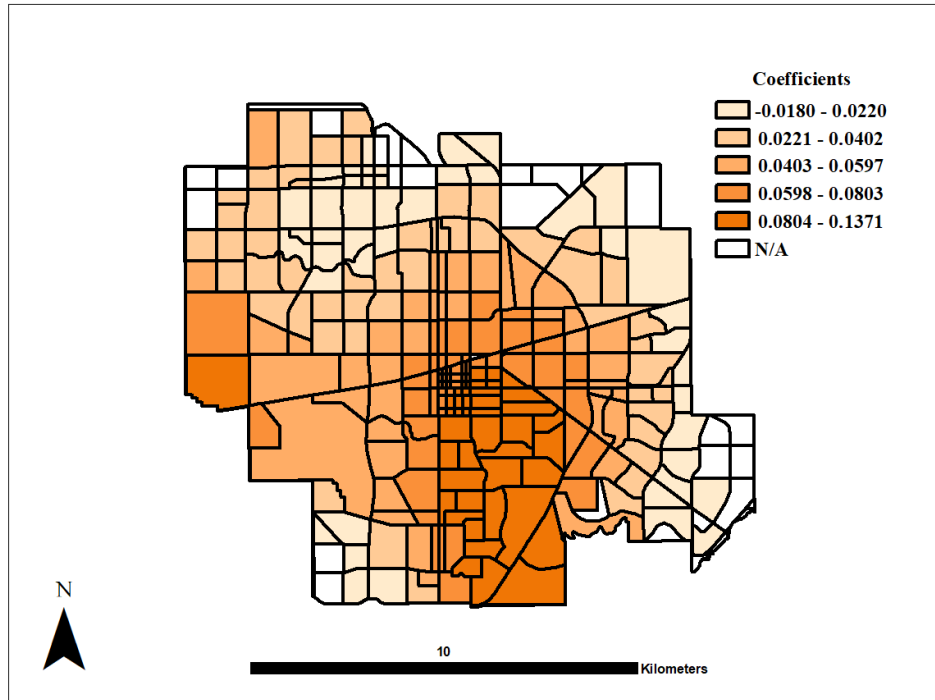 Coefficients
-0.0180 - 0.0220
0.0221 - 0.0402
0.0403 - 0.0597
0.0598 - 0.0803
0.0804 - 0.1371
N/A
N
10
Kilometers